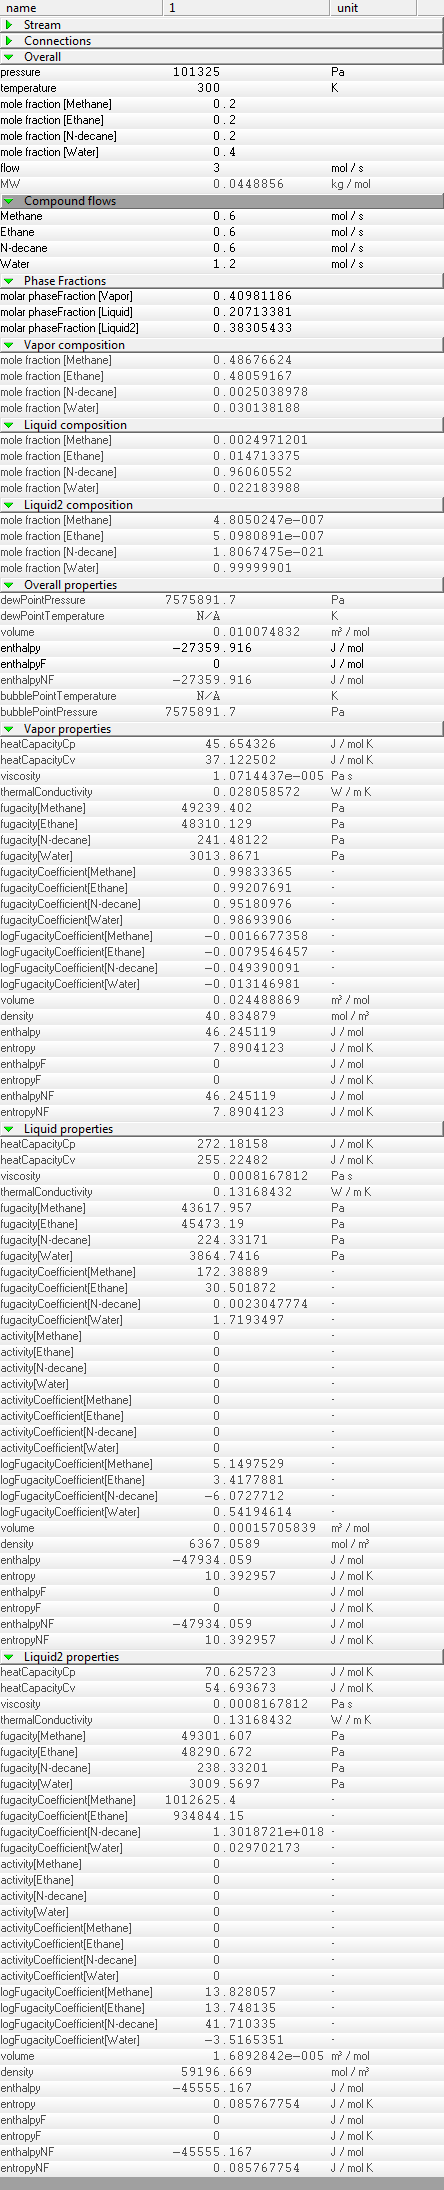 name 1 unit
Stream
Connections
Overall
pressure 101325 Pa
temperature 300 K
mole fraction [Methane] 0.2
mole fraction [Ethane] 0.2
mole fraction [N-decane] 0.2
mole fraction [Water] 0.4
flow 3 mol / s
MW 0.0448856 kg / mol
Compound flows
Methane 0.6 mol / s
Ethane 0.6 mol / s
N-decane 0.6 mol / s
Water 1.2 mol / s
Phase Fractions
molar phaseFraction [Vapor] 0.40981186
molar phaseFraction [Liquid] 0.20713381
molar phaseFraction [Liquid2] 0.38305433
Vapor composition
mole fraction [Methane] 0.48676624
mole fraction [Ethane] 0.48059167
mole fraction [N-decane] 0.0025038978
mole fraction [Water] 0.030138188
Liquid composition
mole fraction [Methane] 0.0024971201
mole fraction [Ethane] 0.014713375
mole fraction [N-decane] 0.96060552
mole fraction [Water] 0.022183988
Liquid2 composition
mole fraction [Methane] 4.8050247e-007
mole fraction [Ethane] 5.0980891e-007
mole fraction [N-decane] 1.8067475e-021
mole fraction [Water] 0.99999901
Overall properties
dewPointPressure 7575891.7 Pa
dewPointTemperature N/A K
volume 0.010074832 m³ / mol
enthalpy -27359.916 J / mol
enthalpyF 0 J / mol
enthalpyNF -27359.916 J / mol
bubblePointTemperature N/A K
bubblePointPressure 7575891.7 Pa
Vapor properties
heatCapacityCp 45.654326 J / mol K
heatCapacityCv 37.122502 J / mol K
viscosity 1.0714437e-005 Pa s
thermalConductivity 0.028058572 W / m K
fugacity[Methane] 49239.402 Pa
fugacity[Ethane] 48310.129 Pa
fugacity[N-decane] 241.48122 Pa
fugacity[Water] 3013.8671 Pa
fugacityCoefficient[Methane] 0.99833365 -
fugacityCoefficient[Ethane] 0.99207691 -
fugacityCoefficient[N-decane] 0.95180976 -
fugacityCoefficient[Water] 0.98693906 -
logFugacityCoefficient[Methane] -0.0016677358 -
logFugacityCoefficient[Ethane] -0.0079546457 -
logFugacityCoefficient[N-decane] -0.049390091 -
logFugacityCoefficient[Water] -0.013146981 -
volume 0.024488869 m³ / mol
density 40.834879 mol / m³
enthalpy 46.245119 J / mol
entropy 7.8904123 J / mol K
enthalpyF 0 J / mol
entropyF 0 J / mol K
enthalpyNF 46.245119 J / mol
entropyNF 7.8904123 J / mol K
Liquid properties
heatCapacityCp 272.18158 J / mol K
heatCapacityCv 255.22482 J / mol K
viscosity 0.0008167812 Pa s
thermalConductivity 0.13168432 W / m K
fugacity[Methane] 43617.957 Pa
fugacity[Ethane] 45473.19 Pa
fugacity[N-decane] 224.33171 Pa
fugacity[Water] 3864.7416 Pa
fugacityCoefficient[Methane] 172.38889 -
fugacityCoefficient[Ethane] 30.501872 -
fugacityCoefficient[N-decane] 0.0023047774 -
fugacityCoefficient[Water] 1.7193497 -
activity[Methane] 0 -
activity[Ethane] 0 -
activity[N-decane] 0 -
activity[Water] 0 -
activityCoefficient[Methane] 0 -
activityCoefficient[Ethane] 0 -
activityCoefficient[N-decane] 0 -
activityCoefficient[Water] 0 -
logFugacityCoefficient[Methane] 5.1497529 -
logFugacityCoefficient[Ethane] 3.4177881 -
logFugacityCoefficient[N-decane] -6.0727712 -
logFugacityCoefficient[Water] 0.54194614 -
volume 0.00015705839 m³ / mol
density 6367.0589 mol / m³
enthalpy -47934.059 J / mol
entropy 10.392957 J / mol K
enthalpyF 0 J / mol
entropyF 0 J / mol K
enthalpyNF -47934.059 J / mol
entropyNF 10.392957 J / mol K
Liquid2 properties
heatCapacityCp 70.625723 J / mol K
heatCapacityCv 54.693673 J / mol K
viscosity 0.0008167812 Pa s
thermalConductivity 0.13168432 W / m K
fugacity[Methane] 49301.607 Pa
fugacity[Ethane] 48290.672 Pa
fugacity[N-decane] 238.33201 Pa
fugacity[Water] 3009.5697 Pa
fugacityCoefficient[Methane] 1012625.4 -
fugacityCoefficient[Ethane] 934844.15 -
fugacityCoefficient[N-decane] 1.3018721e+018 -
fugacityCoefficient[Water] 0.029702173 -
activity[Methane] 0 -
activity[Ethane] 0 -
activity[N-decane] 0 -
activity[Water] 0 -
activityCoefficient[Methane] 0 -
activityCoefficient[Ethane] 0 -
activityCoefficient[N-decane] 0 -
activityCoefficient[Water] 0 -
logFugacityCoefficient[Methane] 13.828057 -
logFugacityCoefficient[Ethane] 13.748135 -
logFugacityCoefficient[N-decane] 41.710335 -
logFugacityCoefficient[Water] -3.5165351 -
volume 1.6892842e-005 m³ / mol
density 59196.669 mol / m³
enthalpy -45555.167 J / mol
entropy 0.085767754 J / mol K
enthalpyF 0 J / mol
entropyF 0 J / mol K
enthalpyNF -45555.167 J / mol
entropyNF 0.085767754 J / mol K